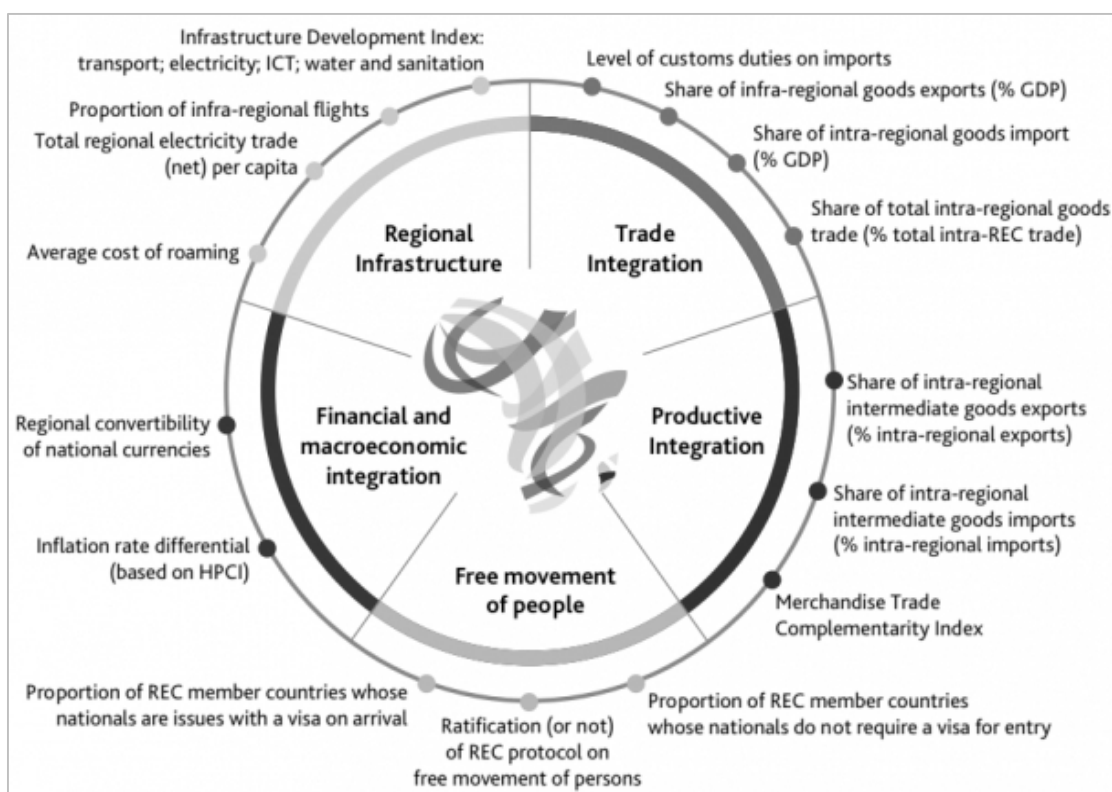 Infrastructure Development Index:
transport; electricity; ICT; water and sanitation
Proportion of infra-regional flights
Total regional electricity trade
(net) per capita
Average cost of roaming
Regional
Infrastructure
Level of customs duties on imports
Share of infra-regional goods exports (% GDP)
Share of intra-regional goods import
(% GDP)
Share of total intra-regional goods
trade (% total intra-REC trade)
Trade
Integration
Regional convertibility
of national currencies
Inflation rate differential
(based on HPCI)
Financial and
macroeconomic
integration
Productive
Integration
Share of intra-regional
intermediate goods exports
(% intra-regional exports)
Share of intra-regional
intermediate goods imports
(% intra-regional imports)
Merchandise Trade
Complementarity Index
Free movement
of people
Proportion of REC member countries whose
nationals are issues with a visa on arrival
Ratification (or not)
of REC protocol on
free movement of persons
Proportion of REC member countries
whose nationals do not require a visa for entry